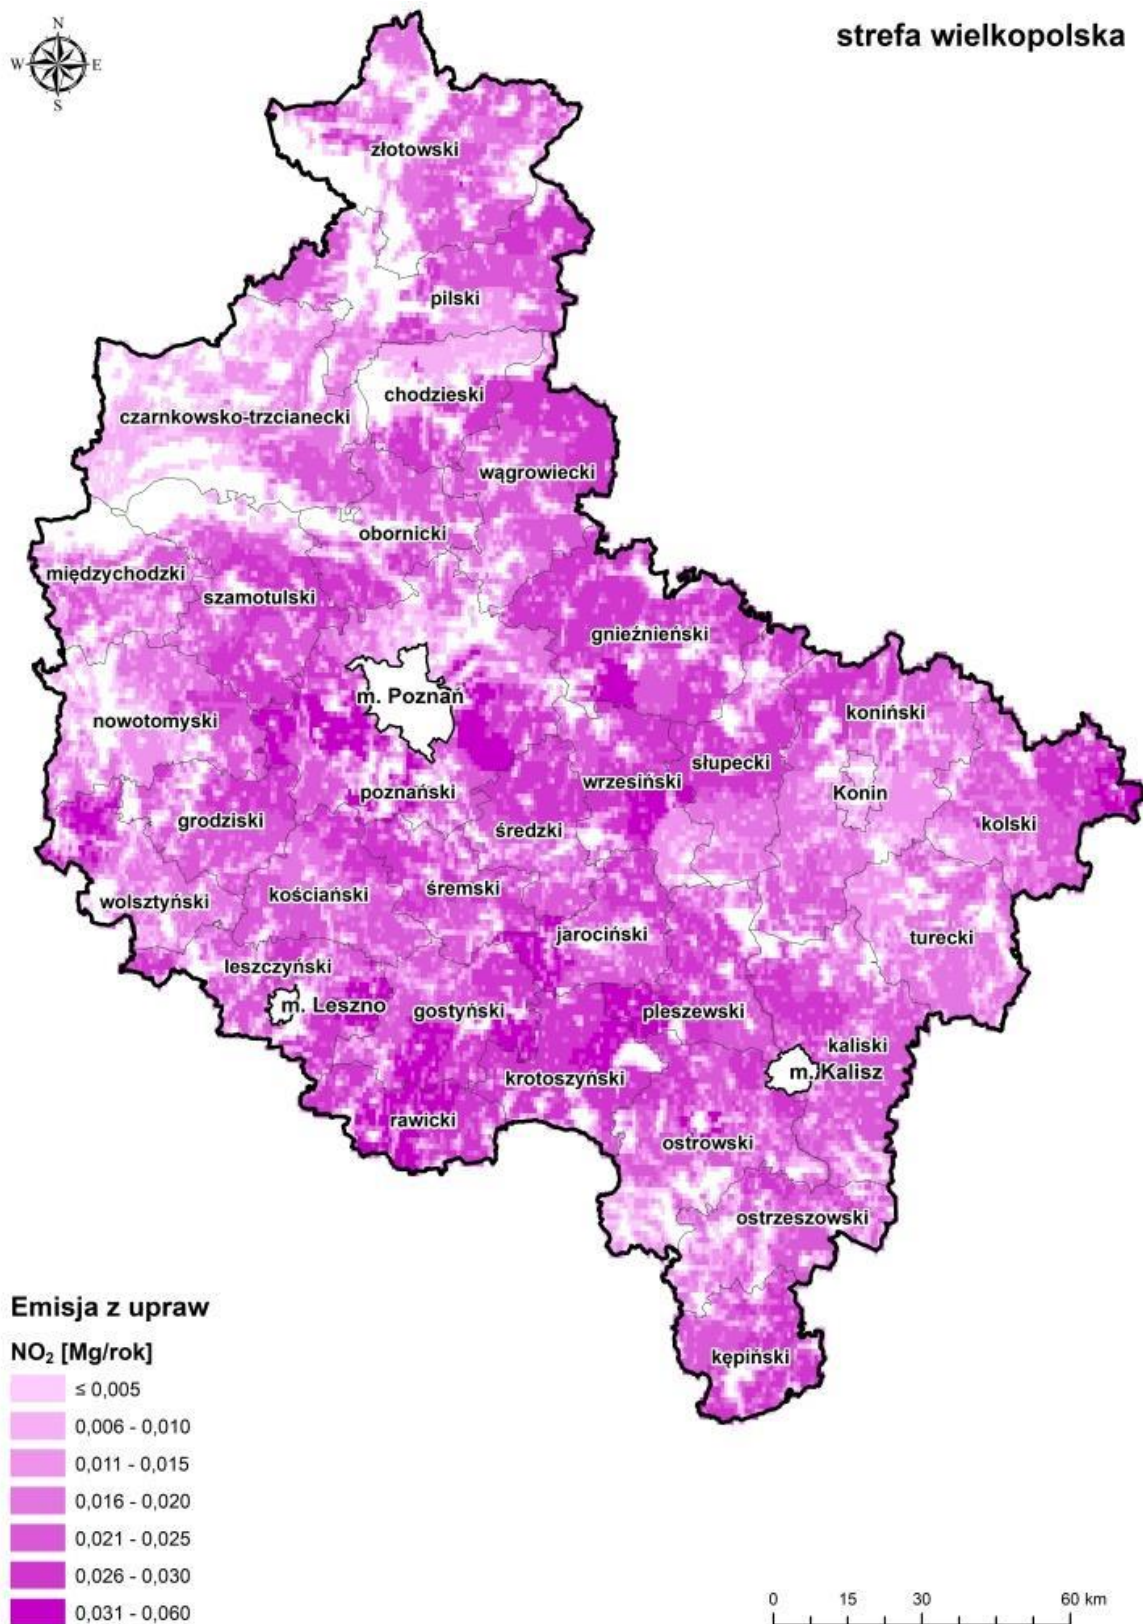 strefa wielkopolska
N
W E
S
złotowski
pilski
chodzieski
czarnkowsko-trzcianecki
wągrowiecki
obornicki
międzychodzki
szamotulski
gnieźnieński
m. Poznań
nowotomyski
koniński
słupecki
wrzesiński
poznański
Konin
grodziski
średzki
kolski
kościański
śremski
wolsztyński
jarociński
turecki
leszczyński
m. Leszno
gostyński
pleszewski
kaliski
m. Kalisz
krotoszyński
rawicki
ostrowski
ostrzeszowski
kępiński
Emisja z upraw
NO₂ [Mg/rok]
≤ 0,005
0,006 - 0,010
0,011 - 0,015
0,016 - 0,020
0,021 - 0,025
0,026 - 0,030
0,031 - 0,060
0 15 30 60 km